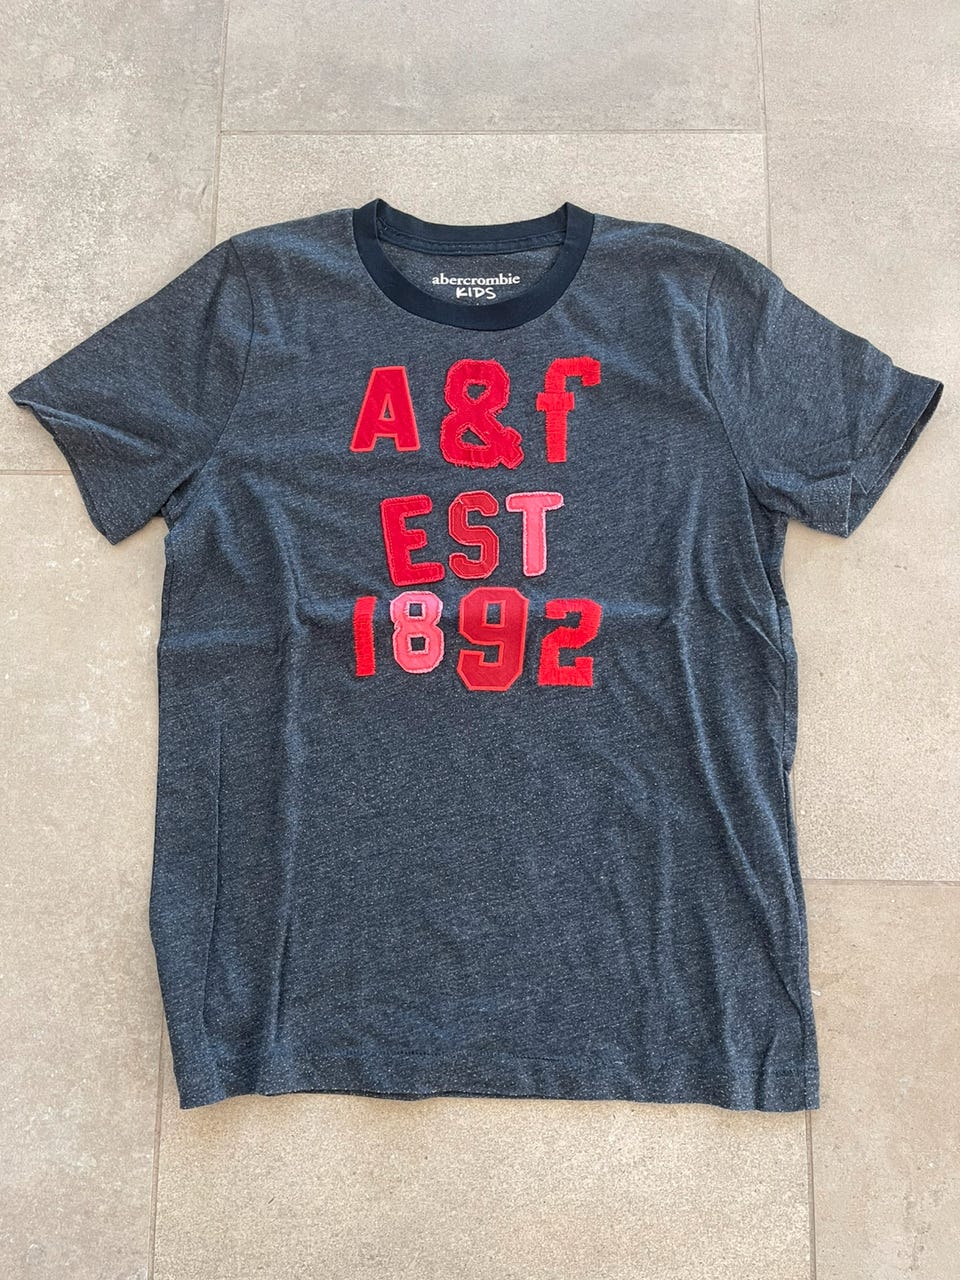 abercrombie
KIDS
A&f
EST
1892